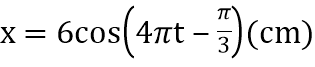 x = 6cos(4πt − π/3)(cm)